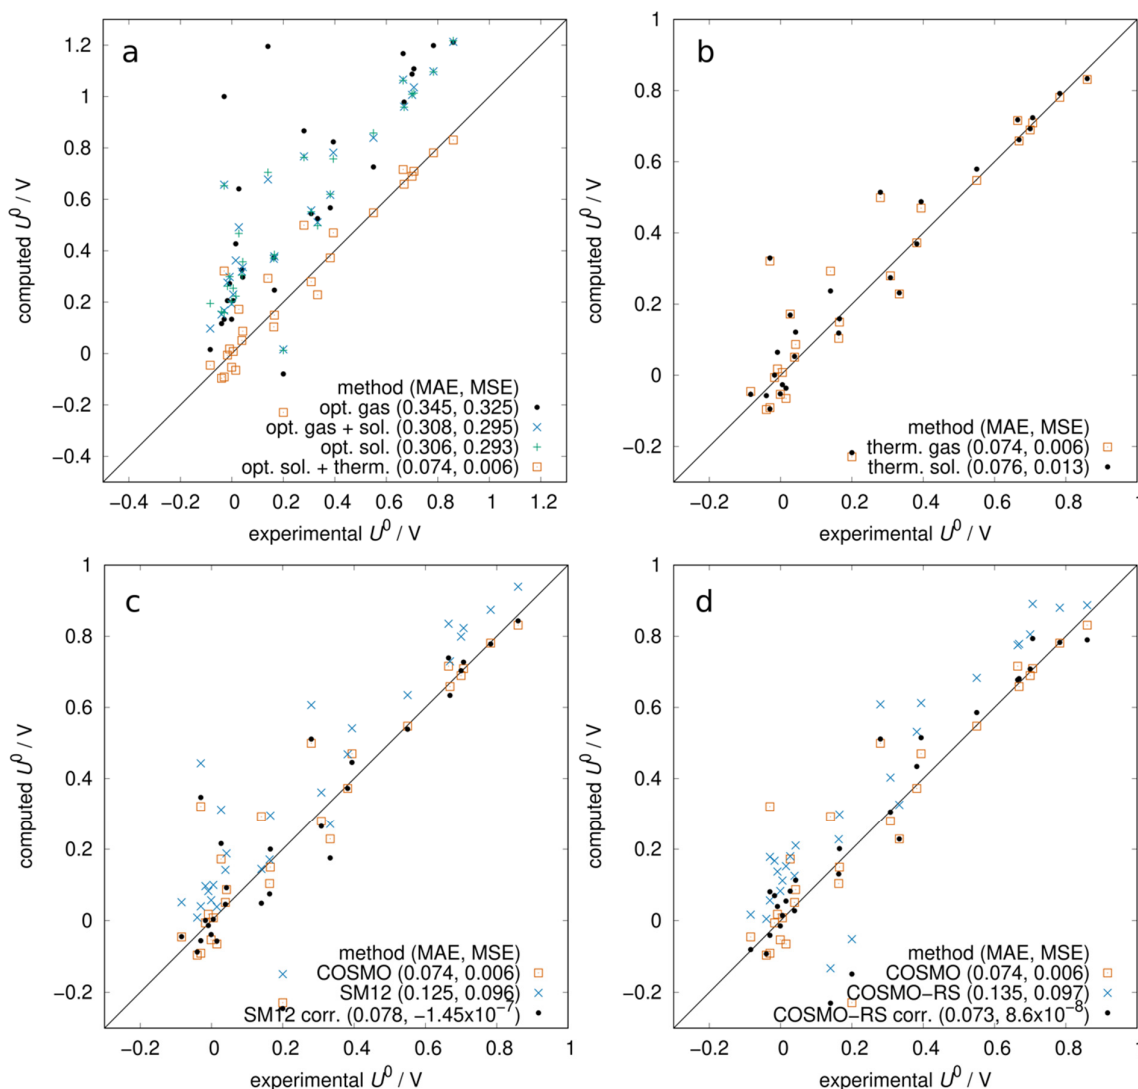 a
computed U⁰ / V
1.2
1
0.8
0.6
0.4
0.2
0
−0.2
−0.4
method (MAE, MSE)
opt. gas (0.345, 0.325)
opt. gas + sol. (0.308, 0.295)
opt. sol. (0.306, 0.293)
opt. sol. + therm. (0.074, 0.006)
−0.4 −0.2 0 0.2 0.4 0.6 0.8 1 1.2
experimental U⁰ / V
b
computed U⁰ / V
1
0.8
0.6
0.4
0.2
0
−0.2
method (MAE, MSE)
therm. gas (0.074, 0.006)
therm. sol. (0.076, 0.013)
−0.2 0 0.2 0.4 0.6 0.8 1
experimental U⁰ / V
c
computed U⁰ / V
1
0.8
0.6
0.4
0.2
0
−0.2
method (MAE, MSE)
COSMO (0.074, 0.006)
SM12 (0.125, 0.096)
SM12 corr. (0.078, −1.45x10⁻⁷)
−0.2 0 0.2 0.4 0.6 0.8 1
experimental U⁰ / V
d
computed U⁰ / V
1
0.8
0.6
0.4
0.2
0
−0.2
method (MAE, MSE)
COSMO (0.074, 0.006)
COSMO−RS (0.135, 0.097)
COSMO−RS corr. (0.073, 8.6x10⁻⁸)
−0.2 0 0.2 0.4 0.6 0.8 1
experimental U⁰ / V